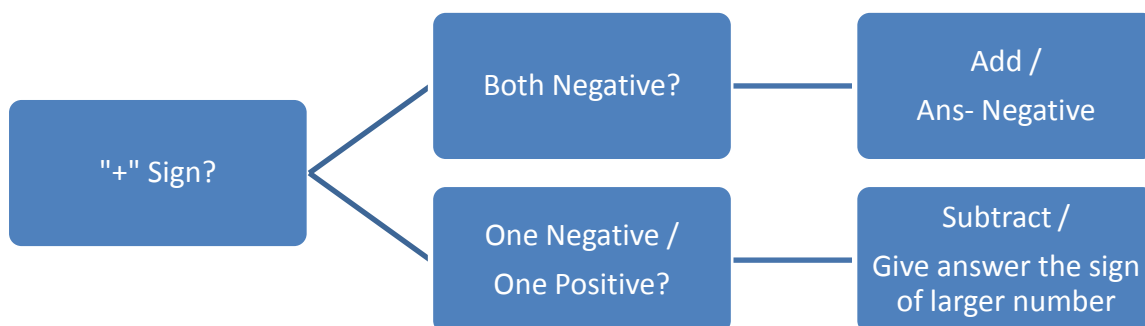 "+" Sign?
Both Negative?
Add /
Ans- Negative
One Negative /
One Positive?
Subtract /
Give answer the sign
of larger number